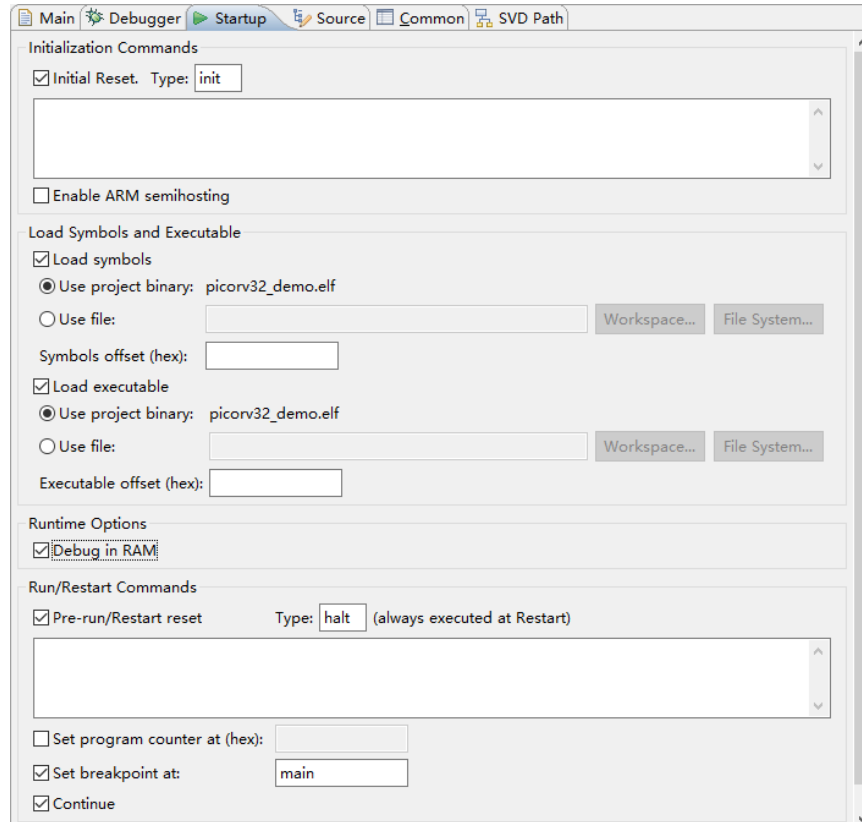 Main Debugger Startup Source Common SVD Path
Initialization Commands
Initial Reset. Type: init
Enable ARM semihosting
Load Symbols and Executable
Load symbols
Use project binary: picorv32_demo.elf
Use file: Workspace... File System...
Symbols offset (hex):
Load executable
Use project binary: picorv32_demo.elf
Use file: Workspace... File System...
Executable offset (hex):
Runtime Options
Debug in RAM
Run/Restart Commands
Pre-run/Restart reset Type: halt (always executed at Restart)
Set program counter at (hex):
Set breakpoint at: main
Continue